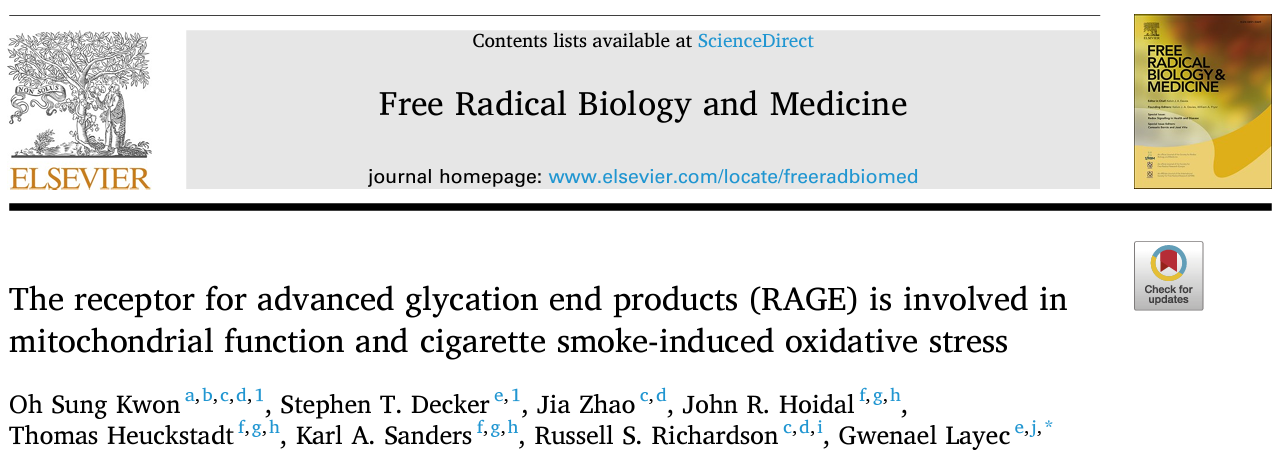 Contents lists available at ScienceDirect
Free Radical Biology and Medicine
journal homepage: www.elsevier.com/locate/freeradbiomed
NON SOLUS
ELSEVIER
FREE
RADICAL
BIOLOGY &
MEDICINE
Check for
updates
The receptor for advanced glycation end products (RAGE) is involved in
mitochondrial function and cigarette smoke-induced oxidative stress
Oh Sung Kwon a,b,c,d,1, Stephen T. Decker e,1, Jia Zhao c,d, John R. Hoidal f,g,h,
Thomas Heuckstadt f,g,h, Karl A. Sanders f,g,h, Russell S. Richardson c,d,i, Gwenael Layec e,j,*